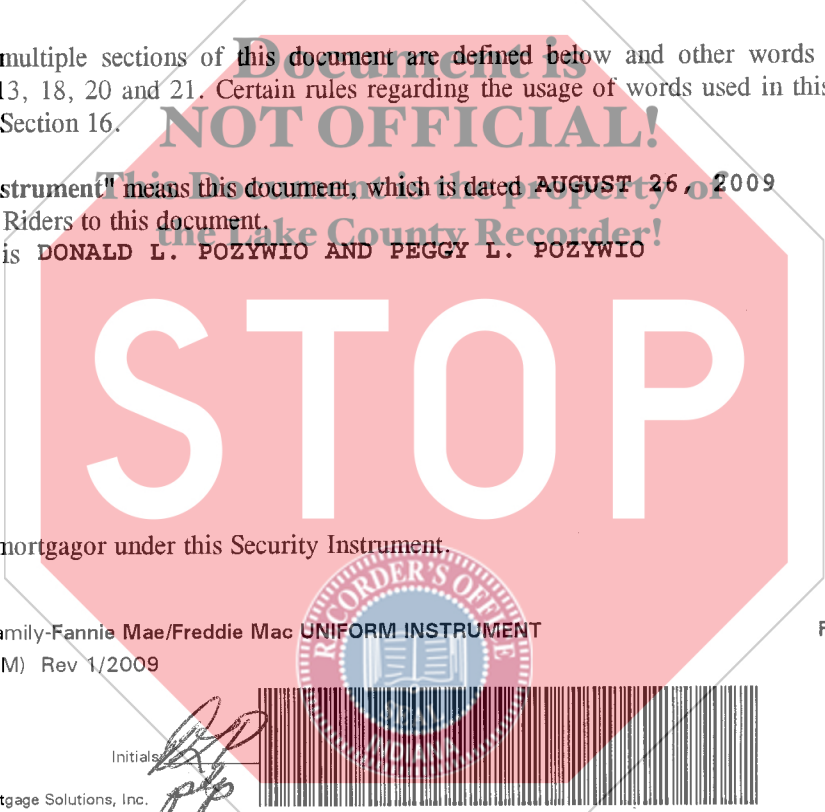 multiple sections of this document are defined below and other words
Document is
13, 18, 20 and 21. Certain rules regarding the usage of words used in this
NOT OFFICIAL!
Section 16.
strument" means this document, which is dated AUGUST 26, 2009
This Document is the property of
Riders to this document.
the Lake County Recorder!
is DONALD L. POZYWIO AND PEGGY L. POZYWIO
STOP
mortgagor under this Security Instrument.
RECORDER'S OFFICE
amily-Fannie Mae/Freddie Mac UNIFORM INSTRUMENT
F
M) Rev 1/2009
SEAL
INDIANA
Initials
tgage Solutions, Inc.